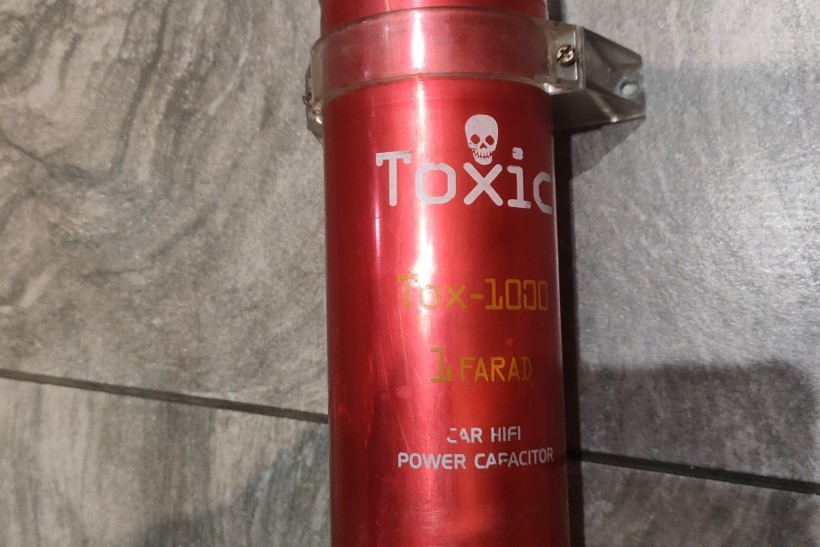 Toxic
Tox-1000
1 FARAD
CAR HIFI
POWER CAPACITOR